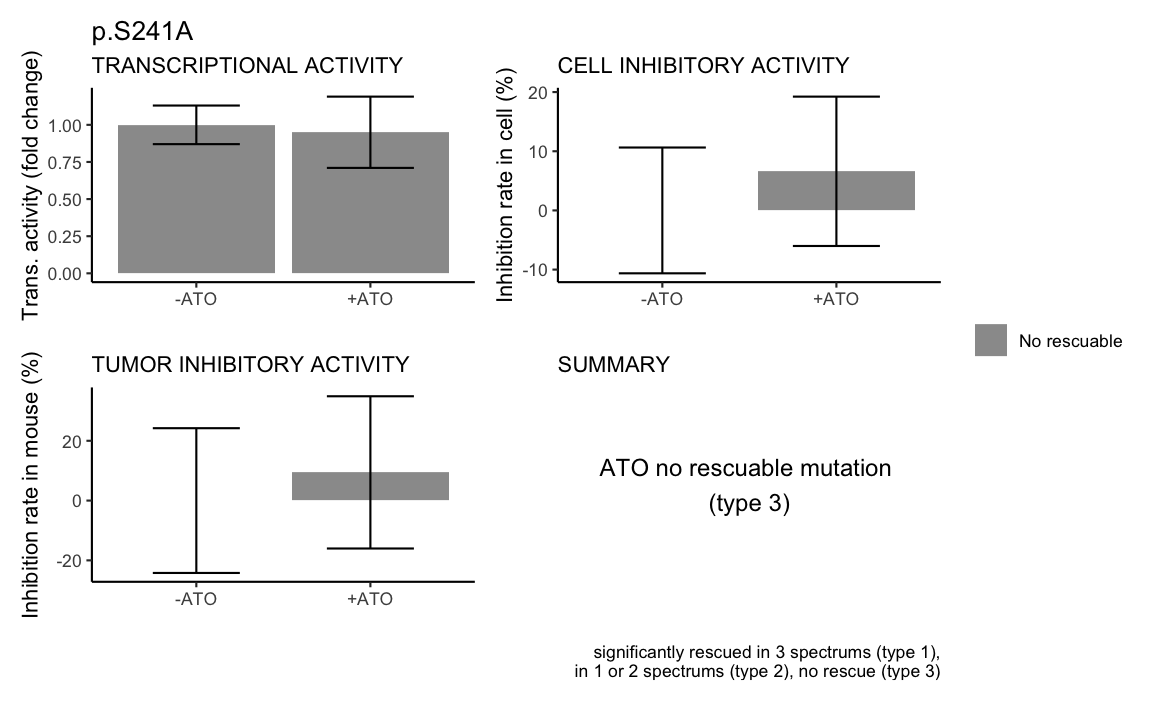 p.S241A
TRANSCRIPTIONAL ACTIVITY
Trans. activity (fold change)
1.00
0.75
0.50
0.25
0.00
-ATO
+ATO
CELL INHIBITORY ACTIVITY
Inhibition rate in cell (%)
20
10
0
-10
-ATO
+ATO
No rescuable
TUMOR INHIBITORY ACTIVITY
Inhibition rate in mouse (%)
20
0
-20
-ATO
+ATO
SUMMARY
ATO no rescuable mutation
(type 3)
significantly rescued in 3 spectrums (type 1),
in 1 or 2 spectrums (type 2), no rescue (type 3)